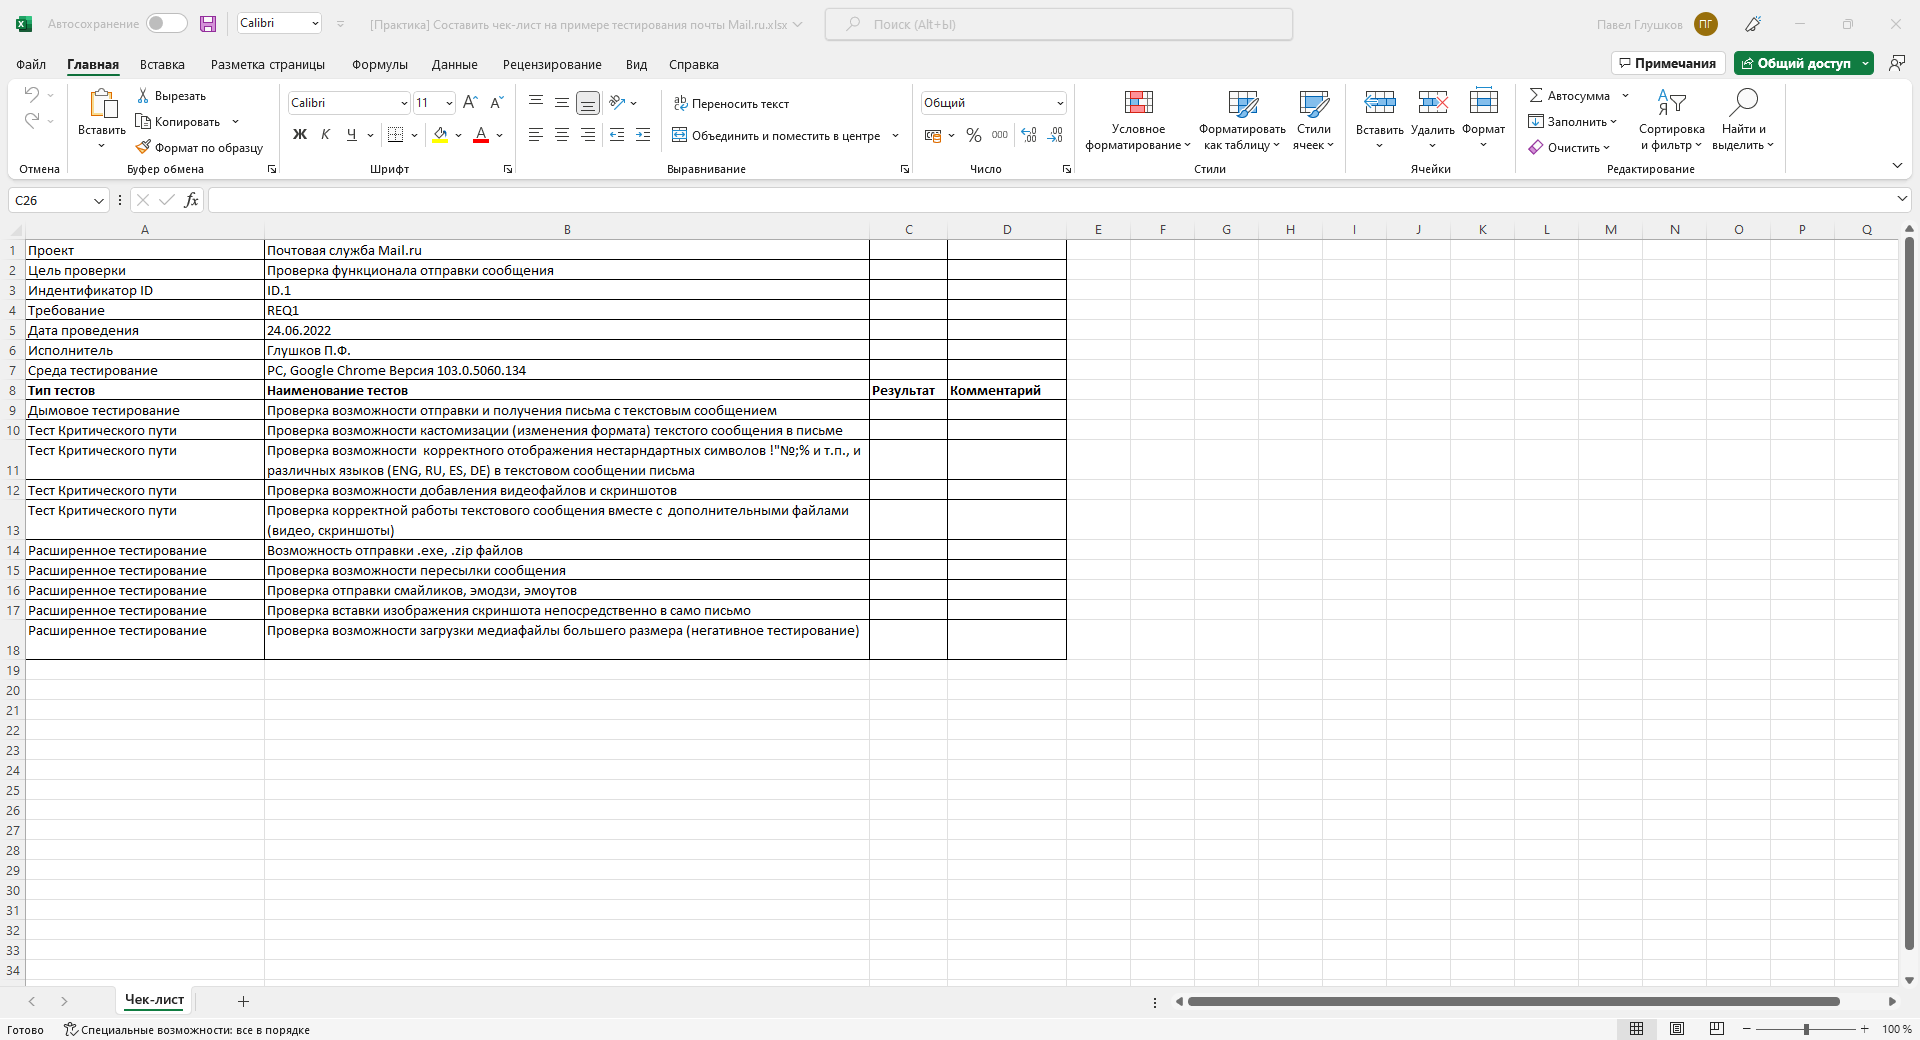 Автосохранение
Calibri
[Практика] Составить чек-лист на примере тестирования почты Mail.ru.xlsx
Поиск (Alt+Ы)
Павел Глушков
ПГ
Файл Главная Вставка Разметка страницы Формулы Данные Рецензирование Вид Справка
Примечания
Общий доступ
Вставить
Вырезать
Копировать
Формат по образцу
Calibri 11
Ж К Ч
Переносить текст
Объединить и поместить в центре
Общий
% 000
Условное форматирование
Форматировать как таблицу
Стили ячеек
Вставить Удалить Формат
Автосумма
Заполнить
Очистить
Сортировка и фильтр
Найти и выделить
Отмена Буфер обмена Шрифт Выравнивание Число Стили Ячейки Редактирование
C26
fx
A B C D E F G H I J K L M N O P Q
1 Проект Почтовая служба Mail.ru
2 Цель проверки Проверка функционала отправки сообщения
3 Индентификатор ID ID.1
4 Требование REQ1
5 Дата проведения 24.06.2022
6 Исполнитель Глушков П.Ф.
7 Среда тестирование PC, Google Chrome Версия 103.0.5060.134
8 Тип тестов Наименование тестов Результат Комментарий
9 Дымовое тестирование Проверка возможности отправки и получения письма с текстовым сообщением
10 Тест Критического пути Проверка возможности кастомизации (изменения формата) текстого сообщения в письме
Тест Критического пути Проверка возможности  корректного отображения нестарндартных символов !"№;% и т.п., и
11 различных языков (ENG, RU, ES, DE) в текстовом сообщении письма
12 Тест Критического пути Проверка возможности добавления видеофайлов и скриншотов
Тест Критического пути Проверка корректной работы текстового сообщения вместе с  дополнительными файлами
13 (видео, скриншоты)
14 Расширенное тестирование Возможность отправки .exe, .zip файлов
15 Расширенное тестирование Проверка возможности пересылки сообщения
16 Расширенное тестирование Проверка отправки смайликов, эмодзи, эмоутов
17 Расширенное тестирование Проверка вставки изображения скриншота непосредственно в само письмо
Расширенное тестирование Проверка возможности загрузки медиафайлы большего размера (негативное тестирование)
18
19
20
21
22
23
24
25
26
27
28
29
30
31
32
33
34
Чек-лист
Готово
Специальные возможности: все в порядке
100 %